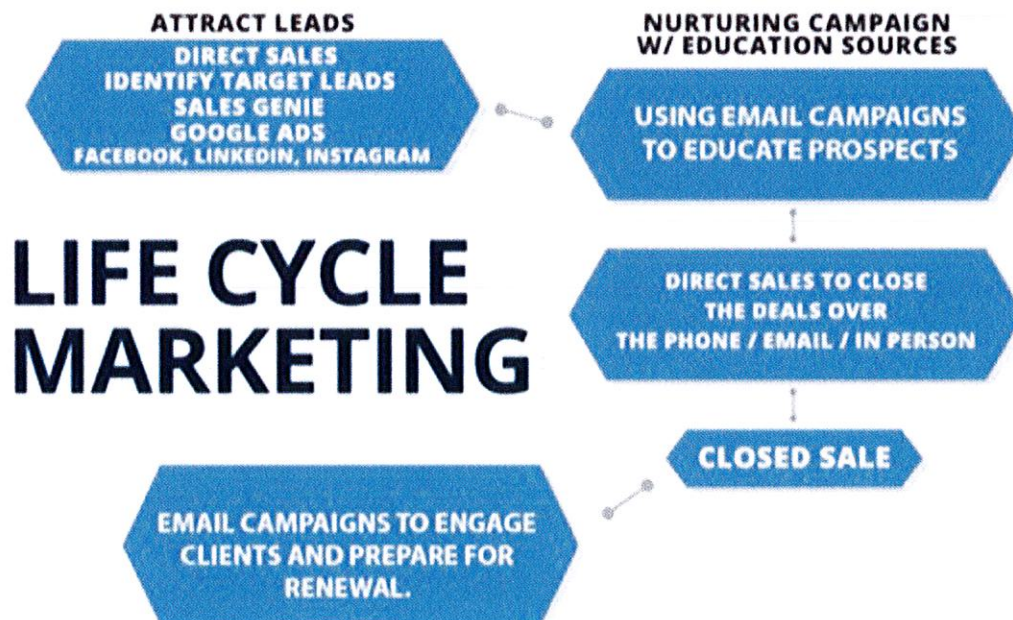 ATTRACT LEADS
DIRECT SALES
IDENTIFY TARGET LEADS
SALES GENIE
GOOGLE ADS
FACEBOOK, LINKEDIN, INSTAGRAM
NURTURING CAMPAIGN
W/ EDUCATION SOURCES
USING EMAIL CAMPAIGNS
TO EDUCATE PROSPECTS
LIFE CYCLE
MARKETING
DIRECT SALES TO CLOSE
THE DEALS OVER
THE PHONE / EMAIL / IN PERSON
CLOSED SALE
EMAIL CAMPAIGNS TO ENGAGE
CLIENTS AND PREPARE FOR
RENEWAL.